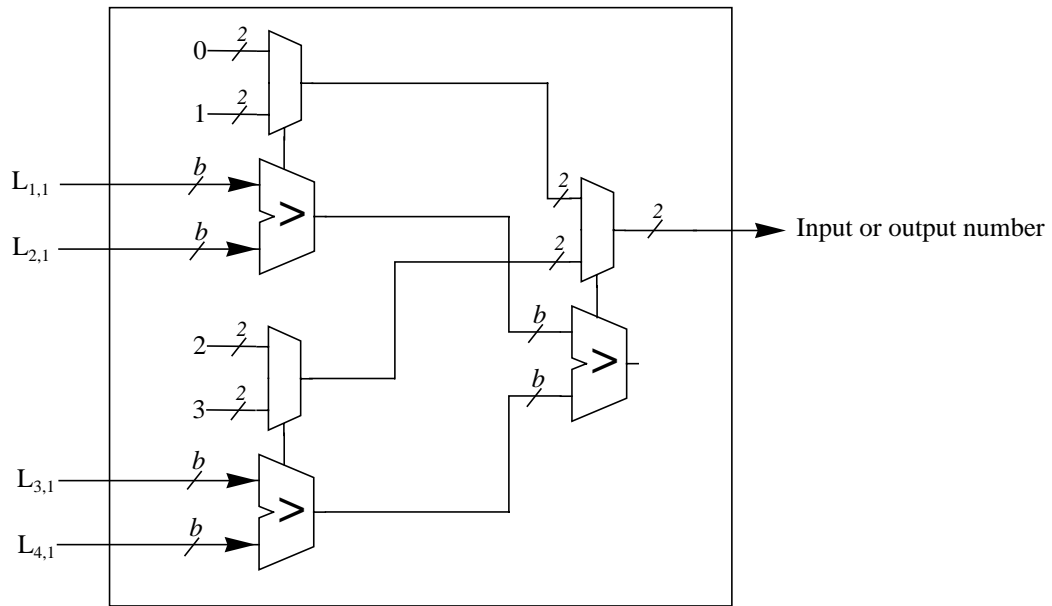 0 2
1 2
L1,1 b
>
L2,1 b
2
2
2 Input or output number
2 2
3 2
b
>
b
L3,1 b
>
L4,1 b